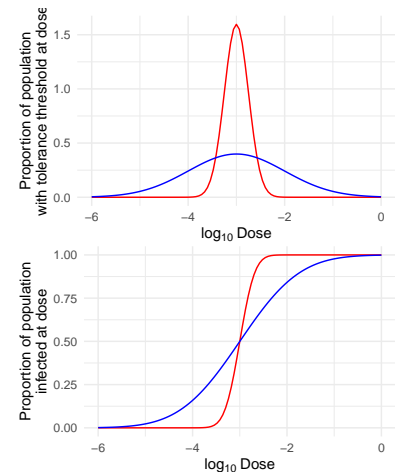 Proportion of population
with tolerance threshold at dose
1.5
1.0
0.5
0.0
−6
−4
−2
0
log10 Dose
Proportion of population
infected at dose
1.00
0.75
0.50
0.25
0.00
−6
−4
−2
0
log10 Dose